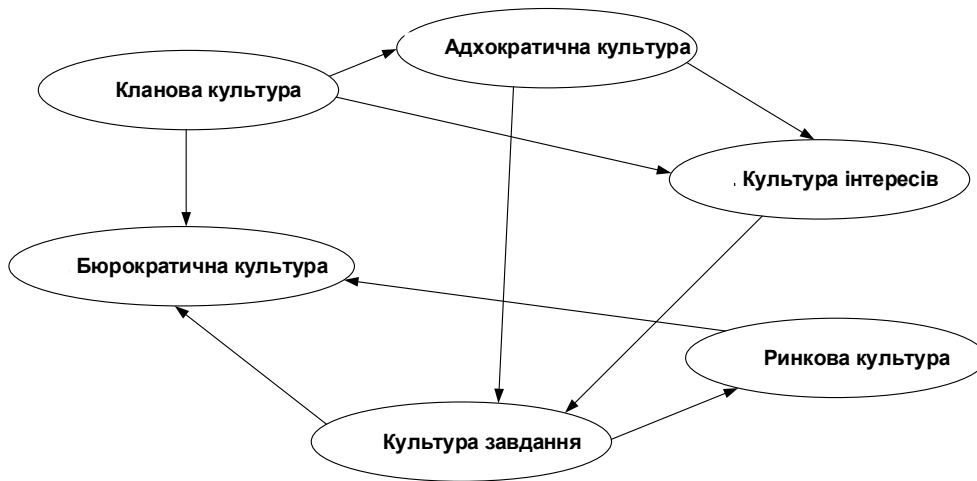 Адхократична культура
Кланова культура
. Культура інтересів
Бюрократична культура
Ринкова культура
Культура завдання